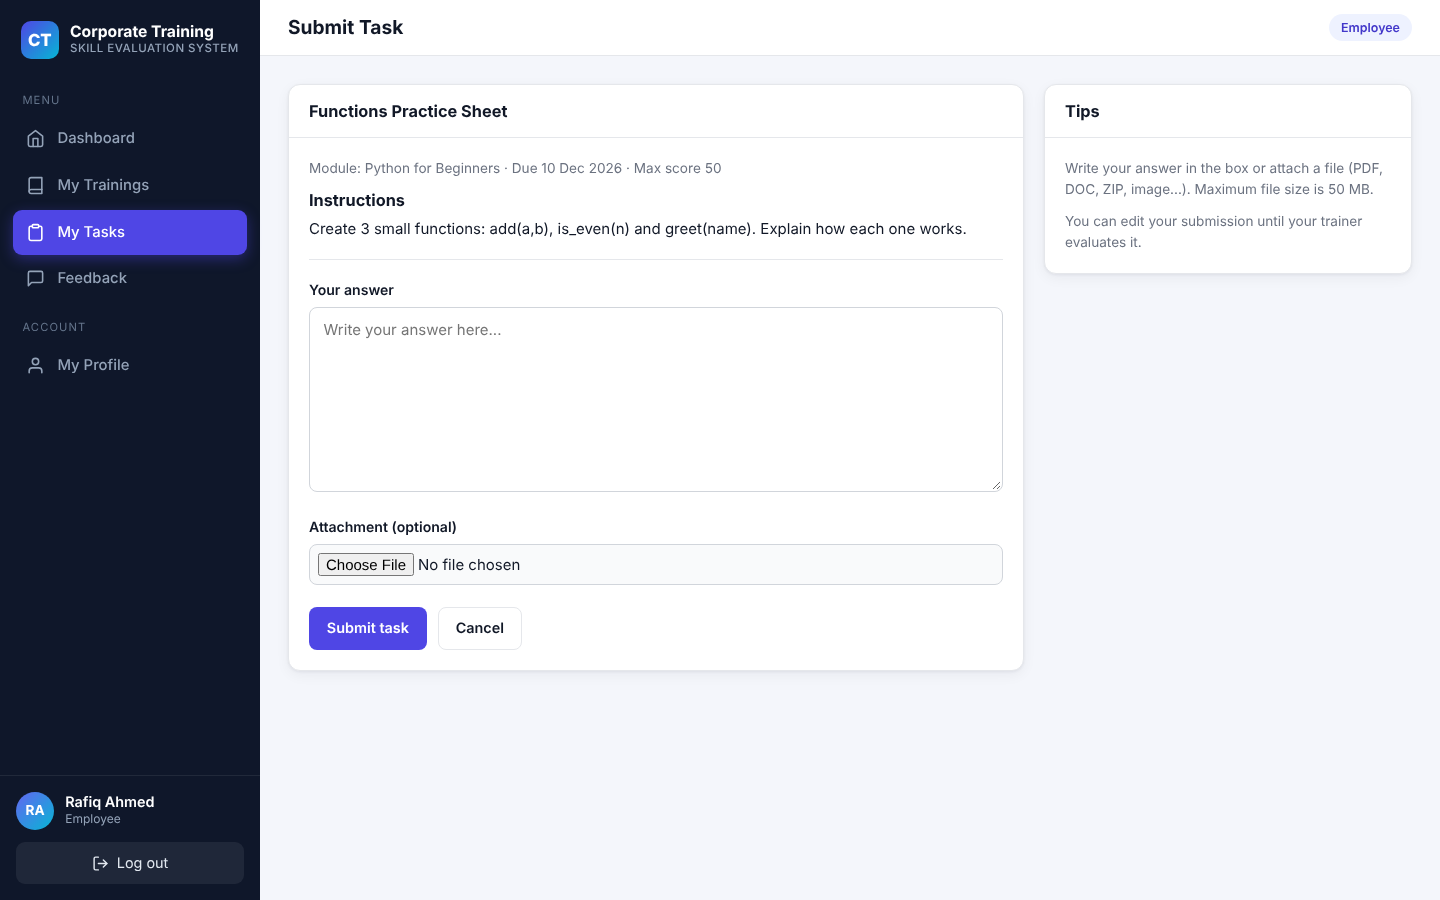 CT
Corporate Training
SKILL EVALUATION SYSTEM
MENU
Dashboard
My Trainings
My Tasks
Feedback
ACCOUNT
My Profile
RA
Rafiq Ahmed
Employee
Log out
Submit Task
Employee
Functions Practice Sheet
Module: Python for Beginners · Due 10 Dec 2026 · Max score 50
Instructions
Create 3 small functions: add(a,b), is_even(n) and greet(name). Explain how each one works.
Your answer
Write your answer here...
Attachment (optional)
Choose File No file chosen
Submit task
Cancel
Tips
Write your answer in the box or attach a file (PDF,
DOC, ZIP, image...). Maximum file size is 50 MB.
You can edit your submission until your trainer
evaluates it.